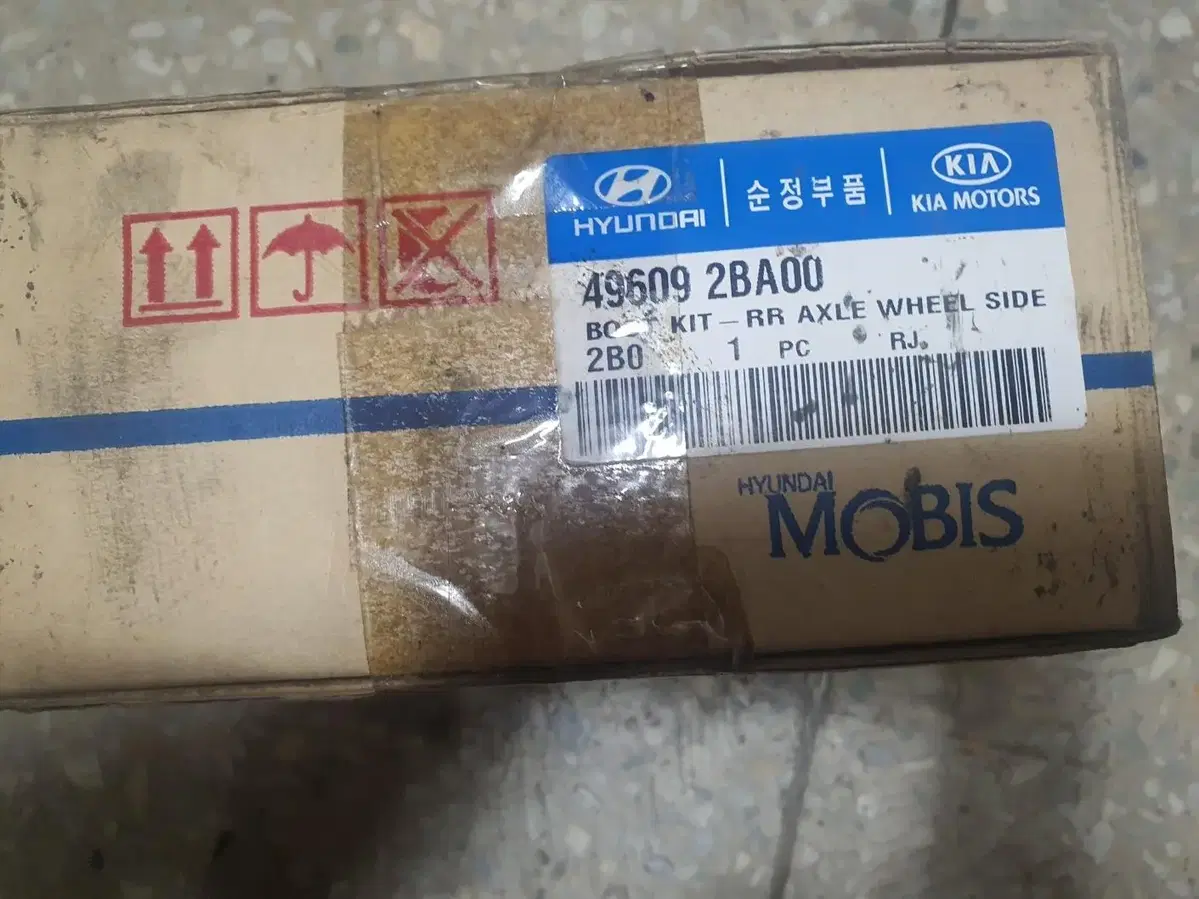 HYUNDAI
순정부품
KIA
KIA MOTORS
49609 2BA00
KIT - RR AXLE WHEEL SIDE
2B0 1 PC RJ
HYUNDAI
MOBIS